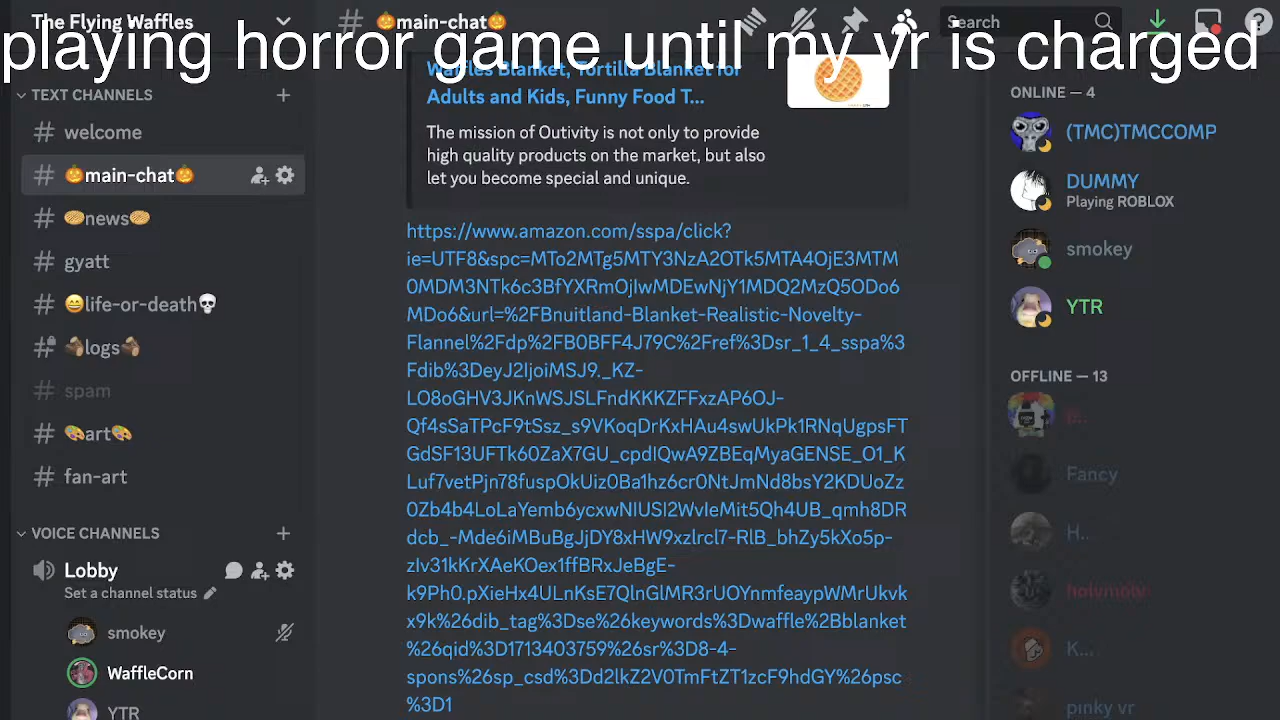 The Flying Waffles
🎃main-chat🎃
Search
playing horror game until my vr is charged
TEXT CHANNELS
welcome
🎃main-chat🎃
🧇news🧇
gyatt
😄life-or-death💀
🪵logs🪵
spam
🎨art🎨
fan-art
VOICE CHANNELS
Lobby
Set a channel status
smokey
WaffleCorn
YTR
Waffles Blanket, Tortilla Blanket for
Adults and Kids, Funny Food T...
The mission of Outivity is not only to provide
high quality products on the market, but also
let you become special and unique.
https://www.amazon.com/sspa/click?
ie=UTF8&spc=MTo2MTg5MTY3NzA2OTk5MTA4OjE3MTM
0MDM3NTk6c3BfYXRmOjIwMDEwNjY1MDQ2MzQ5ODo6
MDo6&url=%2FBnuitland-Blanket-Realistic-Novelty-
Flannel%2Fdp%2FB0BFF4J79C%2Fref%3Dsr_1_4_sspa%3
Fdib%3DeyJ2IjoiMSJ9._KZ-
LO8oGHV3JKnWSJSLFndKKKZFFxzAP6OJ-
Qf4sSaTPcF9tSsz_s9VKoqDrKxHAu4swUkPk1RNqUgpsFT
GdSF13UFTk60ZaX7GU_cpdIQwA9ZBEqMyaGENSE_O1_K
Luf7vetPjn78fuspOkUiz0Ba1hz6cr0NtJmNd8bsY2KDUoZz
0Zb4b4LoLaYemb6ycxwNIUSI2WvIeMit5Qh4UB_qmh8DR
dcb_-Mde6iMBuBgJjDY8xHW9xzlrcl7-RlB_bhZy5kXo5p-
zIv31kKrXAeKOex1ffBRxJeBgE-
k9Ph0.pXieHx4ULnKsE7QlnGlMR3rUOYnmfeaypWMrUkvk
x9k%26dib_tag%3Dse%26keywords%3Dwaffle%2Bblanket
%26qid%3D1713403759%26sr%3D8-4-
spons%26sp_csd%3Dd2lkZ2V0TmFtZT1zcF9hdGY%26psc
%3D1
ONLINE — 4
(TMC)TMCCOMP
DUMMY
Playing ROBLOX
smokey
YTR
OFFLINE — 13
p...
Fancy
H...
K...
pinky vr